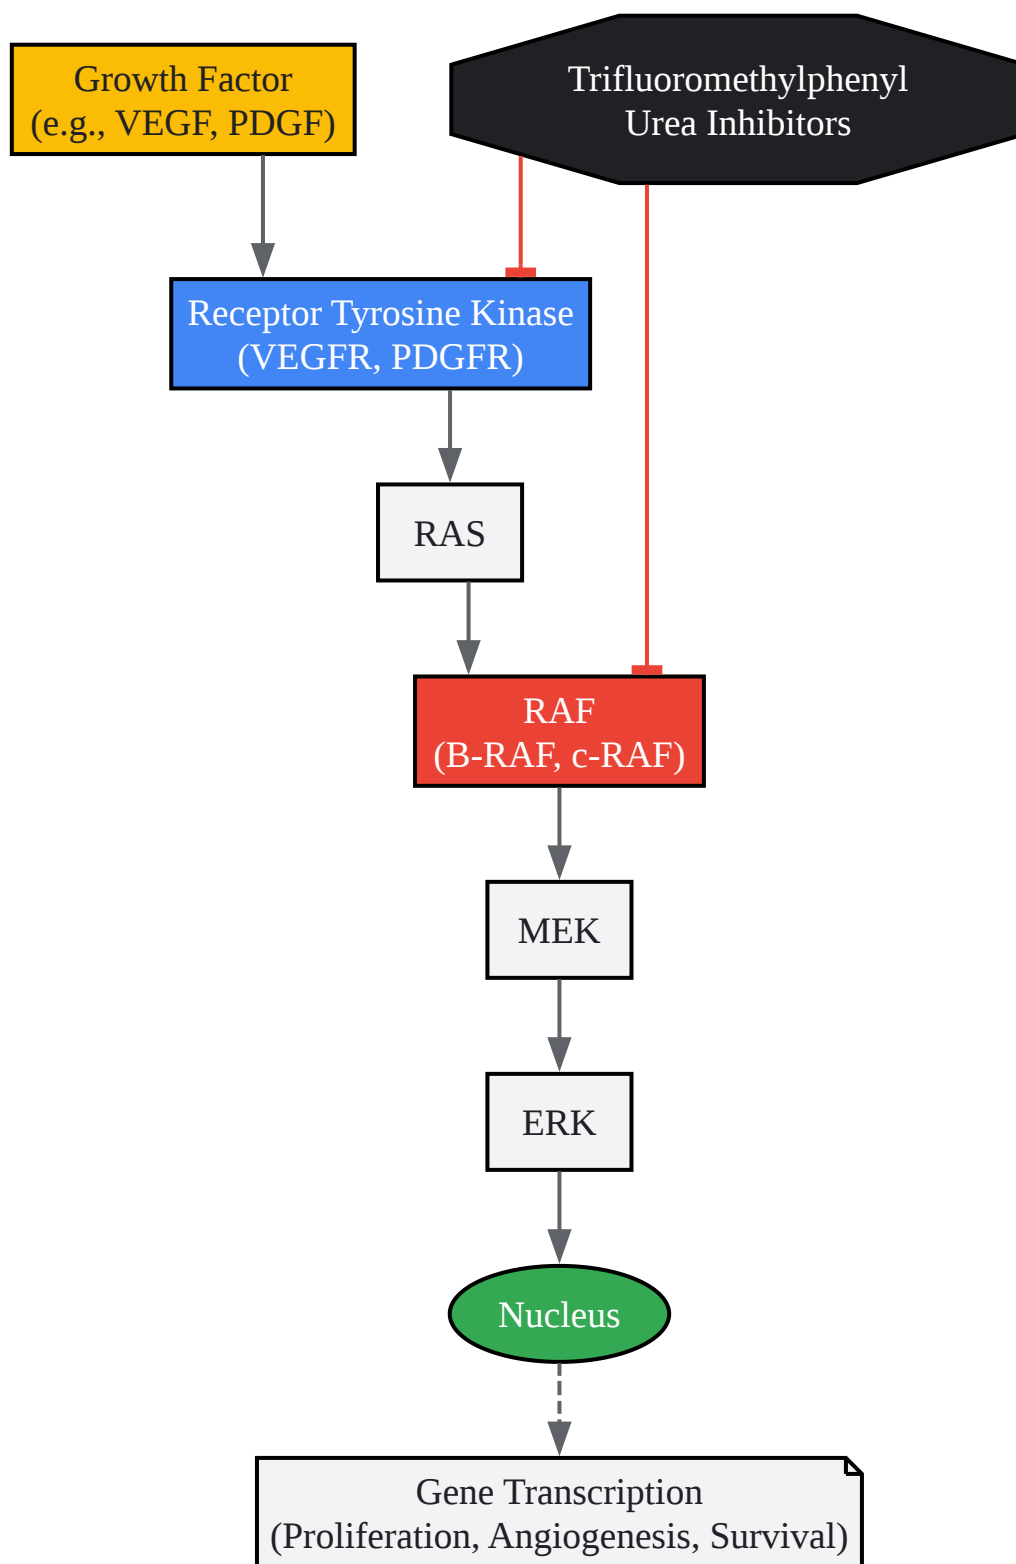 Growth Factor
(e.g., VEGF, PDGF)
Trifluoromethylphenyl
Urea Inhibitors
Receptor Tyrosine Kinase
(VEGFR, PDGFR)
RAS
RAF
(B-RAF, c-RAF)
MEK
ERK
Nucleus
Gene Transcription
(Proliferation, Angiogenesis, Survival)